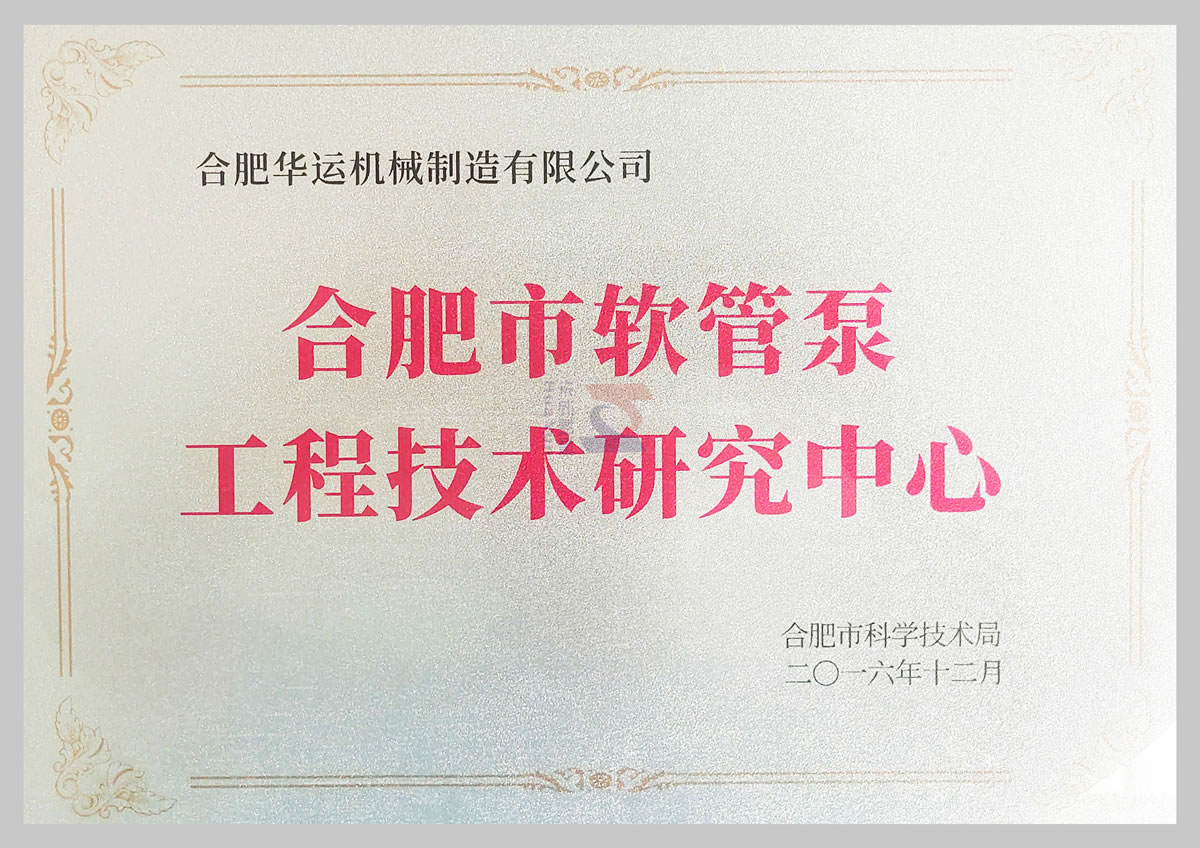 合肥华运机械制造有限公司
合肥市软管泵
工程技术研究中心
合肥市科学技术局
二〇一六年十二月